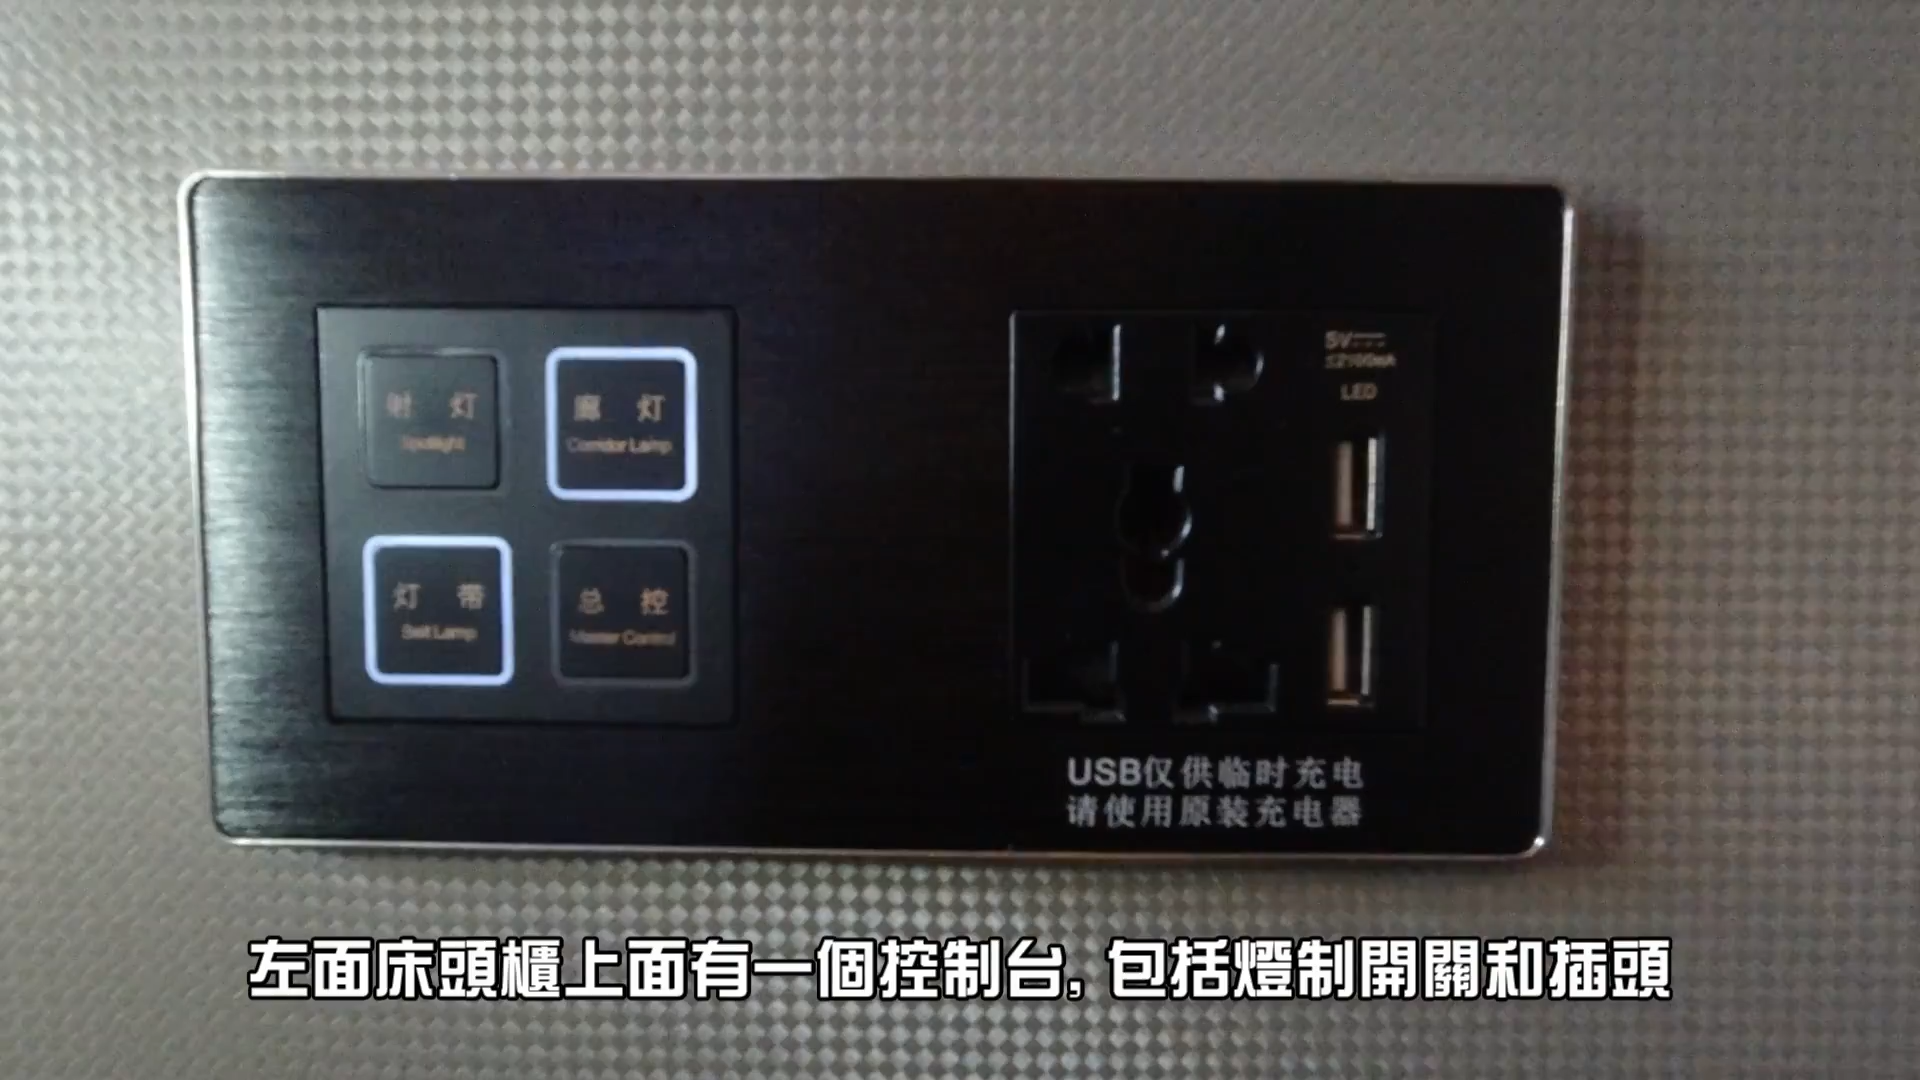 射 灯
Spotlight
廊 灯
Corridor Lamp
灯 带
Belt Lamp
总 控
Master Control
5V
≤2100mA
LED
USB仅供临时充电
请使用原装充电器
左面床頭櫃上面有一個控制台, 包括燈制開關和插頭